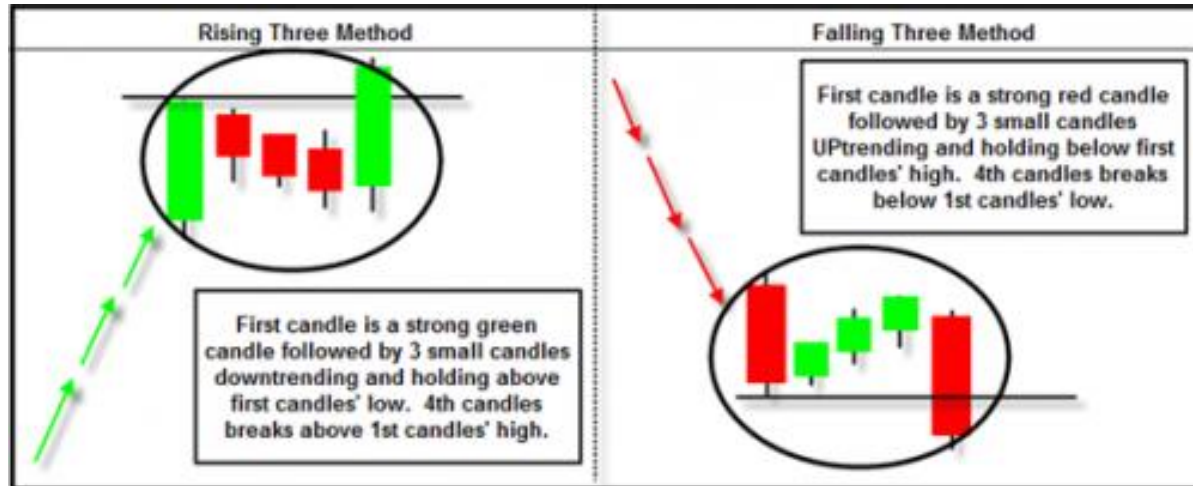 Rising Three Method
First candle is a strong green
candle followed by 3 small candles
downtrending and holding above
first candles' low. 4th candles
breaks above 1st candles' high.
Falling Three Method
First candle is a strong red candle
followed by 3 small candles
UPtrending and holding below first
candles' high. 4th candles breaks
below 1st candles' low.